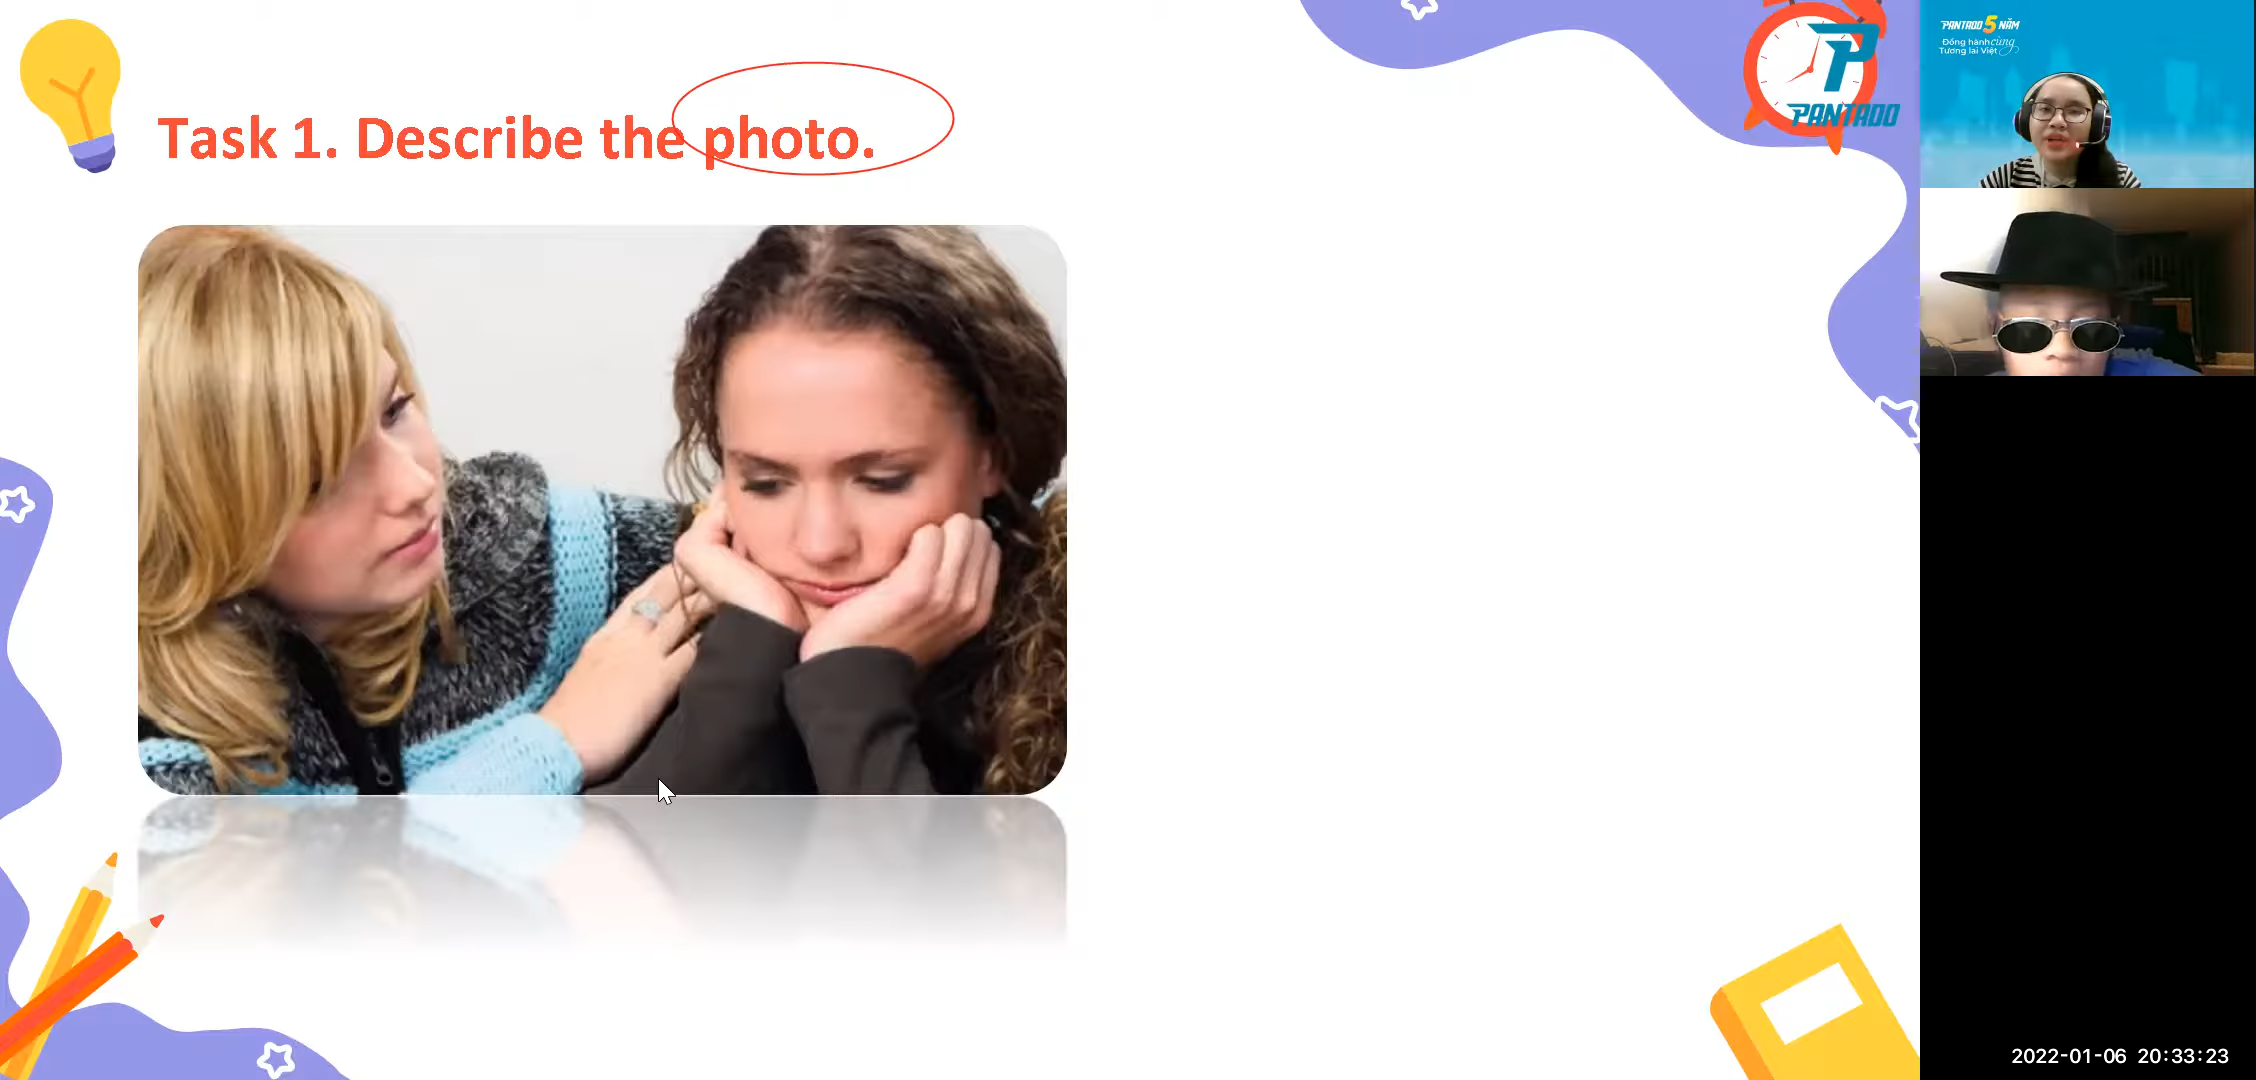 Task 1. Describe the photo.
PANTADO
PANTADO 5 NĂM
Đồng hành cùng
Tương lai Việt
2022-01-06 20:33:23